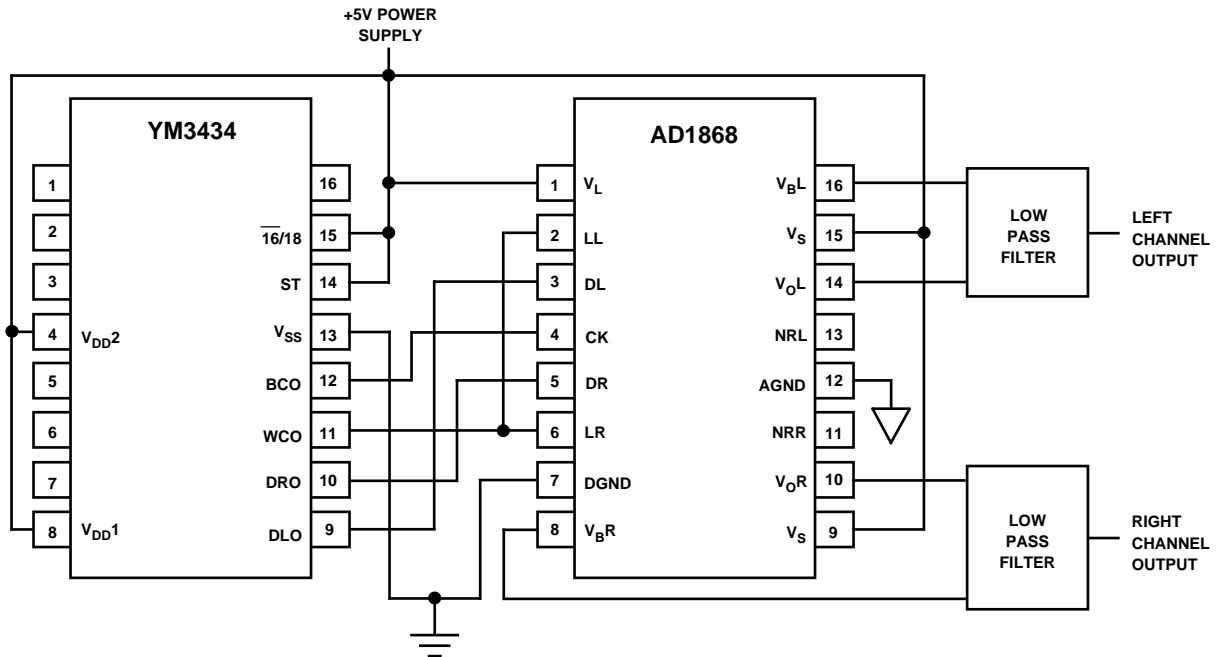 +5V POWER
SUPPLY
YM3434
1
2
3
4
5
6
7
8
V_DD2
V_DD1
16
15
14
13
12
11
10
9
1̅6̅/18
ST
V_SS
BCO
WCO
DRO
DLO
AD1868
1
2
3
4
5
6
7
8
V_L
LL
DL
CK
DR
LR
DGND
V_BR
V_BL
V_S
V_OL
NRL
AGND
NRR
V_OR
V_S
16
15
14
13
12
11
10
9
LOW
PASS
FILTER
LEFT
CHANNEL
OUTPUT
LOW
PASS
FILTER
RIGHT
CHANNEL
OUTPUT